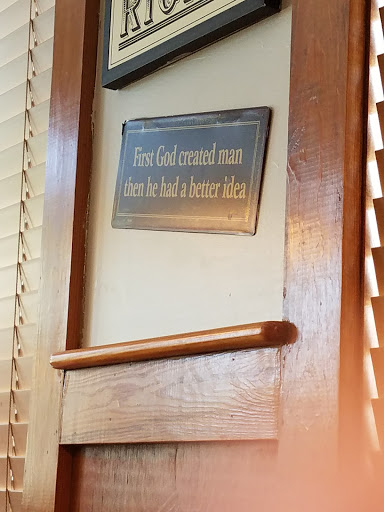 First God created man
then he had a better idea